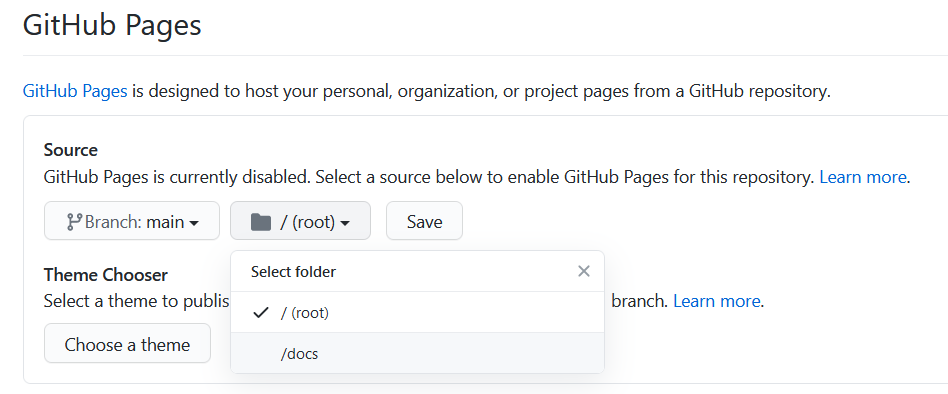 GitHub Pages
GitHub Pages is designed to host your personal, organization, or project pages from a GitHub repository.
Source
GitHub Pages is currently disabled. Select a source below to enable GitHub Pages for this repository. Learn more.
Branch: main / (root) Save
Select folder
Theme Chooser
Select a theme to publis branch. Learn more.
/ (root)
Choose a theme
/docs